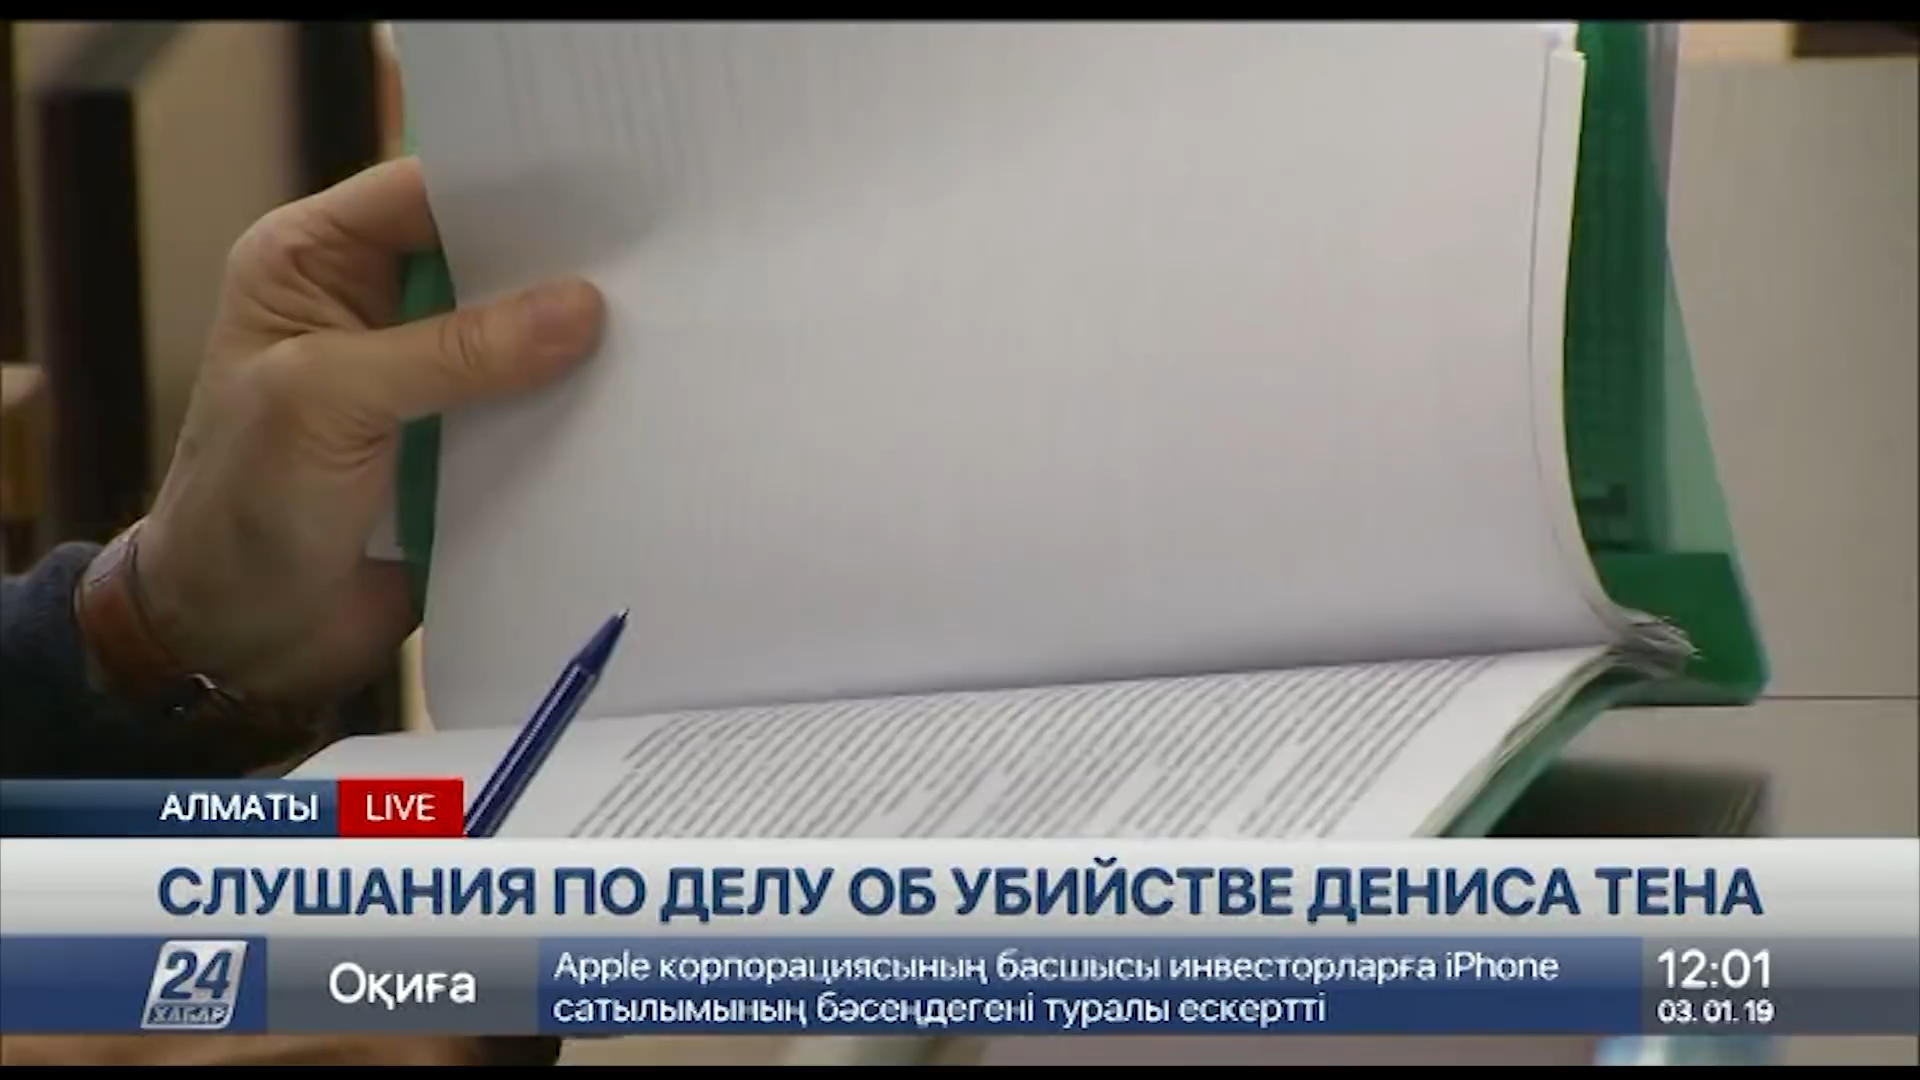 АЛМАТЫ LIVE
СЛУШАНИЯ ПО ДЕЛУ ОБ УБИЙСТВЕ ДЕНИСА ТЕНА
24
ХАБАР
Оқиға
Apple корпорациясының басшысы инвесторларға iPhone
сатылымының бәсеңдегені туралы ескертті
12:01
03. 01. 19